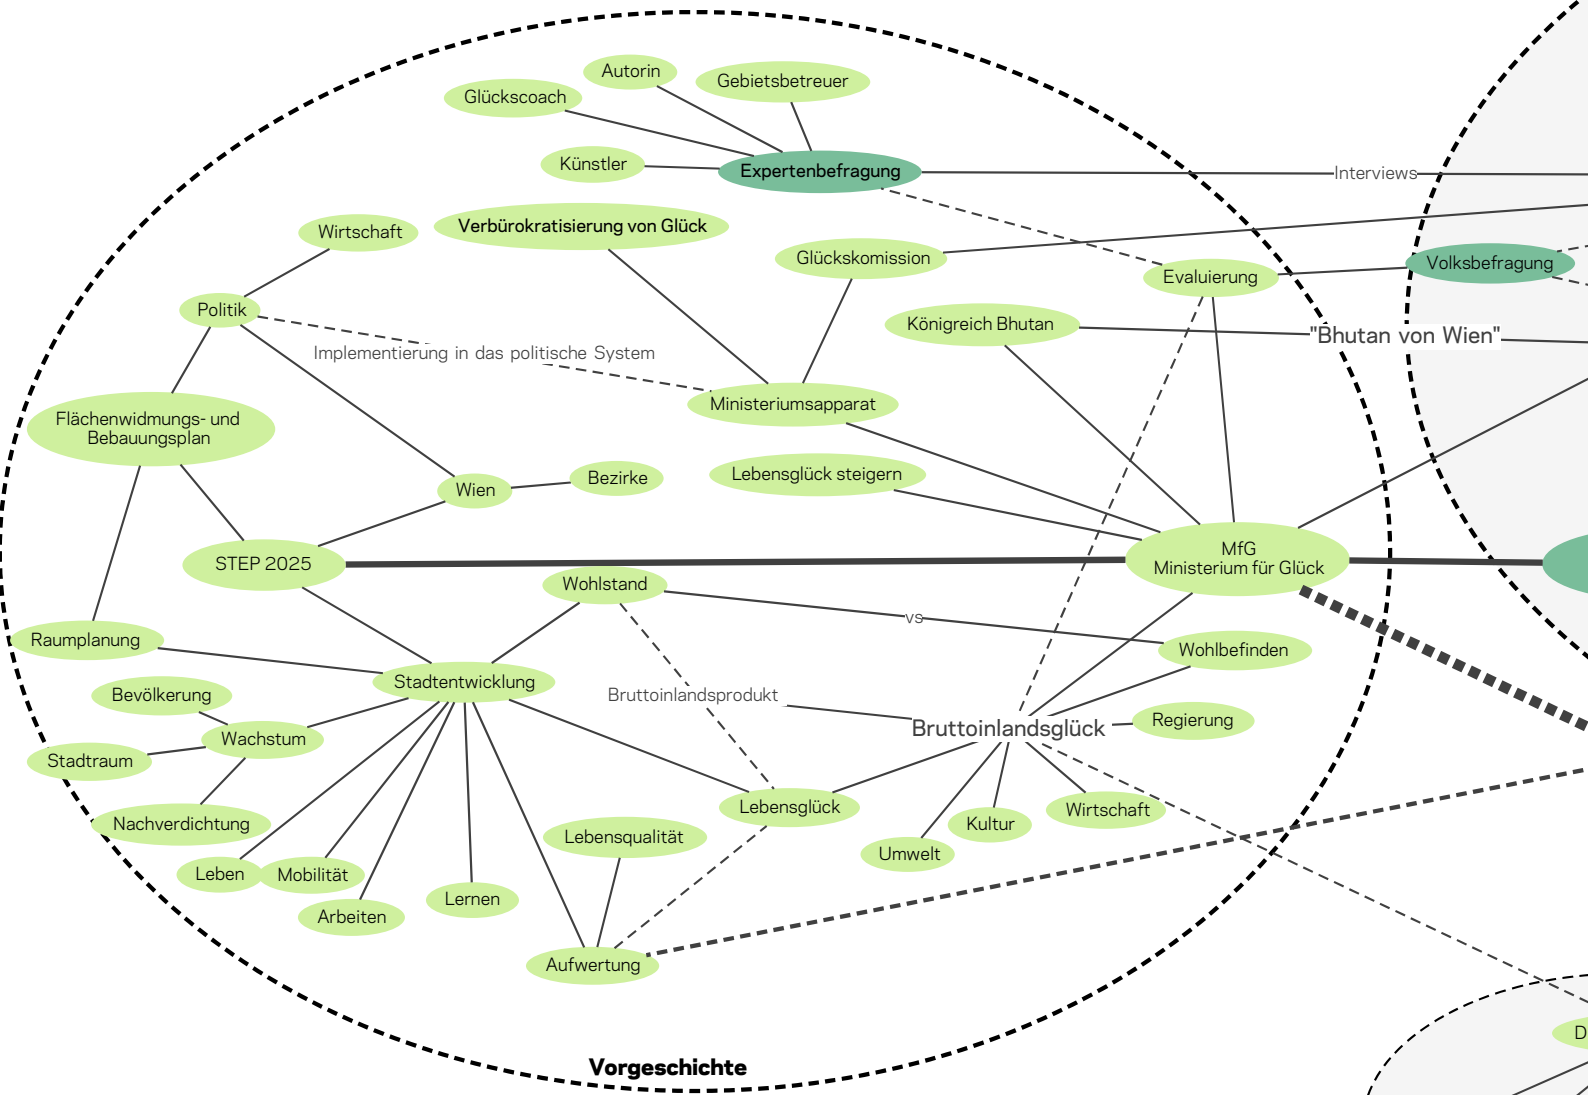 Autorin
Gebietsbetreuer
Glückscoach
Künstler
Expertenbefragung
Interviews
Wirtschaft
Verbürokratisierung von Glück
Glückskomission
Evaluierung
Volksbefragung
Politik
Königreich Bhutan
"Bhutan von Wien"
Implementierung in das politische System
Ministeriumsapparat
Flächenwidmungs- und
Bebauungsplan
Lebensglück steigern
Wien
Bezirke
MfG
Ministerium für Glück
STEP 2025
Wohlstand
vs
Raumplanung
Wohlbefinden
Stadtentwicklung
Bevölkerung
Bruttoinlandsprodukt
Regierung
Bruttoinlandsglück
Wachstum
Stadtraum
Lebensglück
Wirtschaft
Nachverdichtung
Kultur
Lebensqualität
Umwelt
Leben
Mobilität
Lernen
Arbeiten
Aufwertung
D
Vorgeschichte